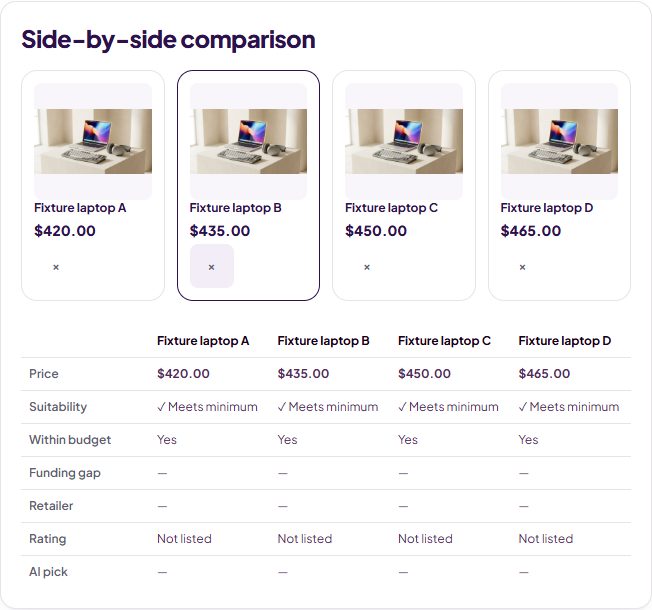 Side-by-side comparison
Fixture laptop A
$420.00
×
Fixture laptop B
$435.00
×
Fixture laptop C
$450.00
×
Fixture laptop D
$465.00
×
Fixture laptop A Fixture laptop B Fixture laptop C Fixture laptop D
Price $420.00 $435.00 $450.00 $465.00
Suitability ✓ Meets minimum ✓ Meets minimum ✓ Meets minimum ✓ Meets minimum
Within budget Yes Yes Yes Yes
Funding gap — — — —
Retailer — — — —
Rating Not listed Not listed Not listed Not listed
AI pick — — — —